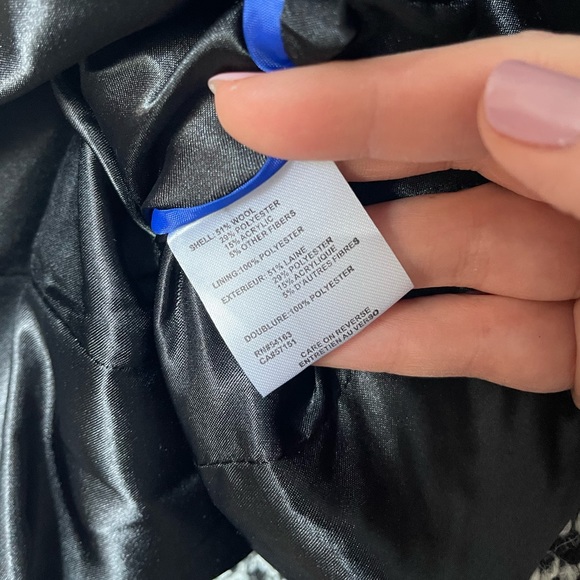 SHELL: 51% WOOL
29% POLYESTER
15% ACRYLIC
5% OTHER FIBERS
LINING:100% POLYESTER
EXTERIEUR: 51% LAINE
29% POLYESTER
15% ACRYLIQUE
5% D'AUTRES FIBRES
DOUBLURE:100% POLYESTER
RN#54163
CA#57151
CARE ON REVERSE
ENTRETIEN AU VERSO